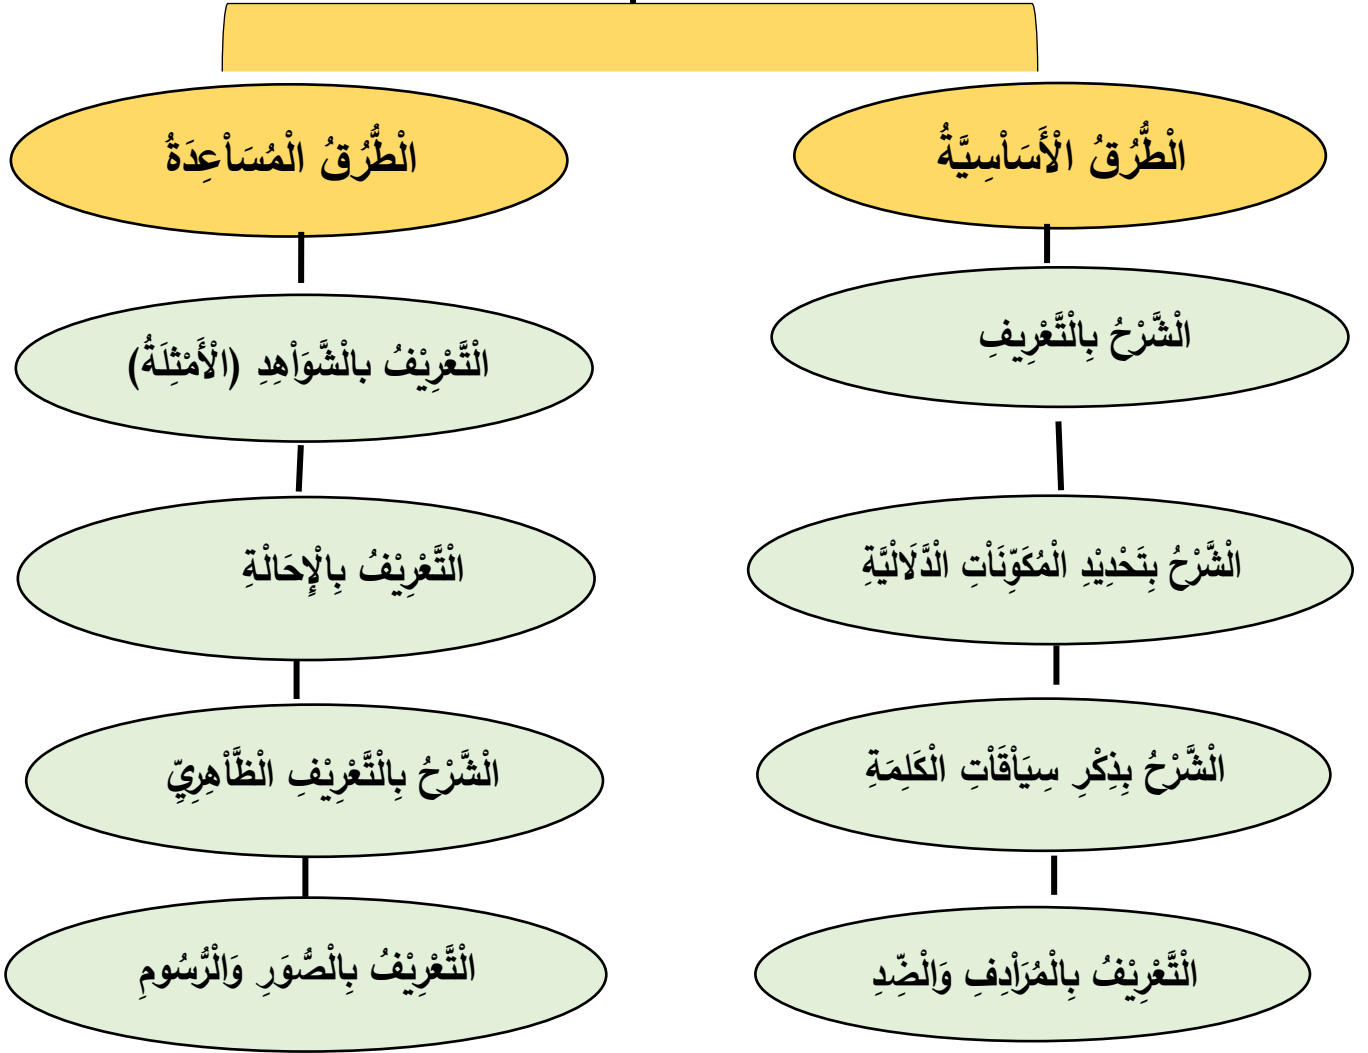 الْطُّرُقُ الْأَسَاْسِيَّةُ
الْشَّرْحُ بِالْتَّعْرِيفِ
الْشَّرْحُ بِتَحْدِيْدِ الْمُكَوِّنَاْتِ الْدَّلَالْيَّةِ
الْشَّرْحُ بِذِكْرِ سِيَاْقَاْتِ الْكَلِمَةِ
الْتَّعْرِيْفُ بِالْمُرَاْدِفِ وَالْضِّدِ
الْطُّرُقُ الْمُسَاْعِدَةُ
الْتَّعْرِيْفُ بالْشَّوَاْهِدِ (الْأَمْثِلَةُ)
الْتَّعْرِيْفُ بِالْإِحَالْةِ
الْشَّرْحُ بِالْتَّعْرِيْفِ الْظَّاْهِرِيِّ
الْتَّعْرِيْفُ بِالْصُّوَرِ وَالْرُّسُومِ